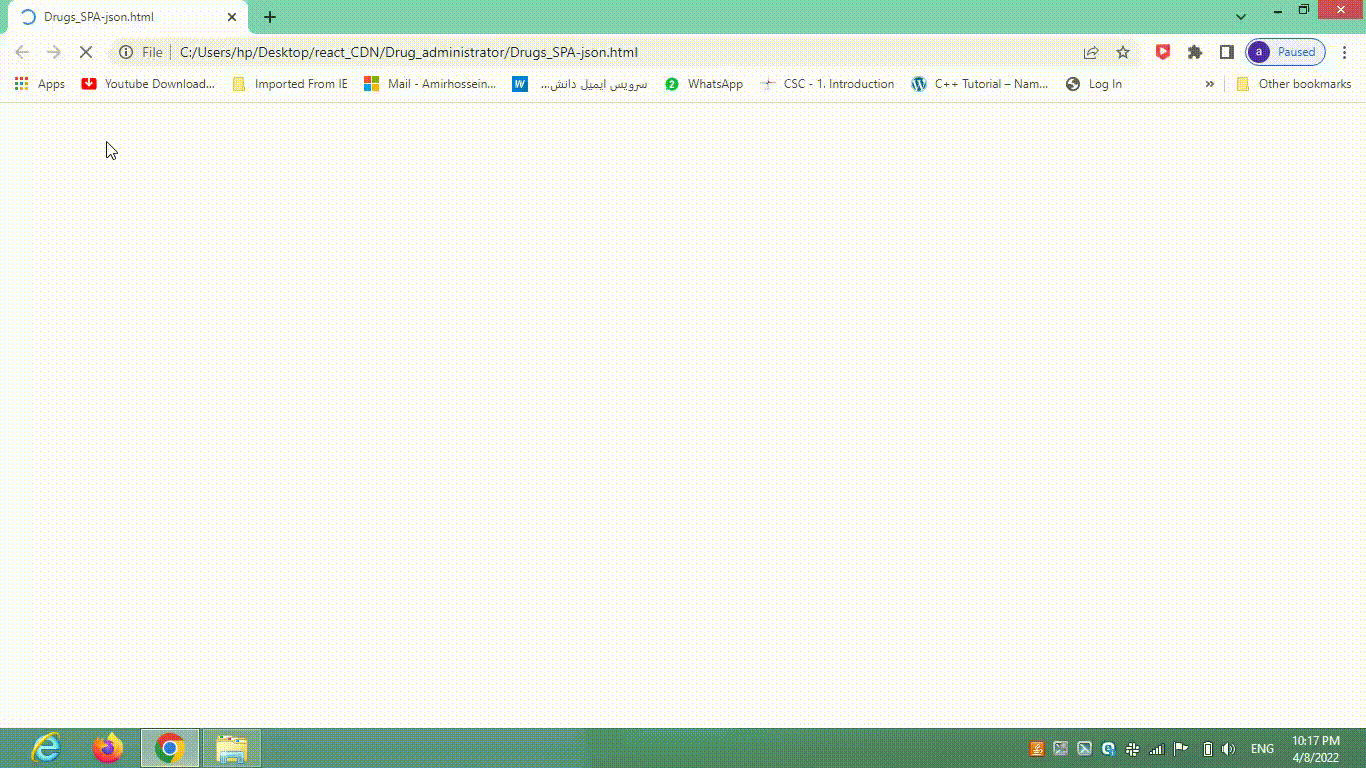 Drugs_SPA-json.html
File C:/Users/hp/Desktop/react_CDN/Drug_administrator/Drugs_SPA-json.html a Paused
Apps Youtube Download... Imported From IE Mail - Amirhossein... W سرویس ایمیل دانش... 2 WhatsApp CSC - 1. Introduction C++ Tutorial – Nam... Log In » Other bookmarks
ENG 10:17 PM
4/8/2022